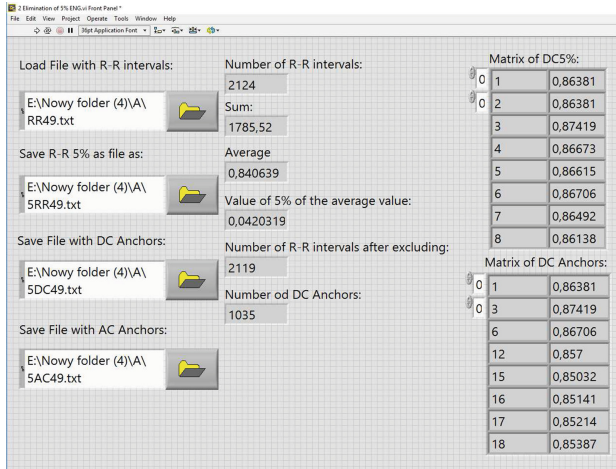 2 Elimination of 5% ENG.vi Front Panel *
File Edit View Project Operate Tools Window Help
36pt Application Font
Load File with R-R intervals:
E:\Nowy folder (4)\A\
RR49.txt
Save R-R 5% as file as:
E:\Nowy folder (4)\A\
5RR49.txt
Save File with DC Anchors:
E:\Nowy folder (4)\A\
5DC49.txt
Save File with AC Anchors:
E:\Nowy folder (4)\A\
5AC49.txt
Number of R-R intervals:
2124
Sum:
1785,52
Average
0,840639
Value of 5% of the average value:
0,0420319
Number of R-R intervals after excluding:
2119
Number od DC Anchors:
1035
Matrix of DC5%:
0 1 0,86381
0 2 0,86381
3 0,87419
4 0,86673
5 0,86615
6 0,86706
7 0,86492
8 0,86138
Matrix of DC Anchors:
0 1 0,86381
0 3 0,87419
6 0,86706
12 0,857
15 0,85032
16 0,85141
17 0,85214
18 0,85387